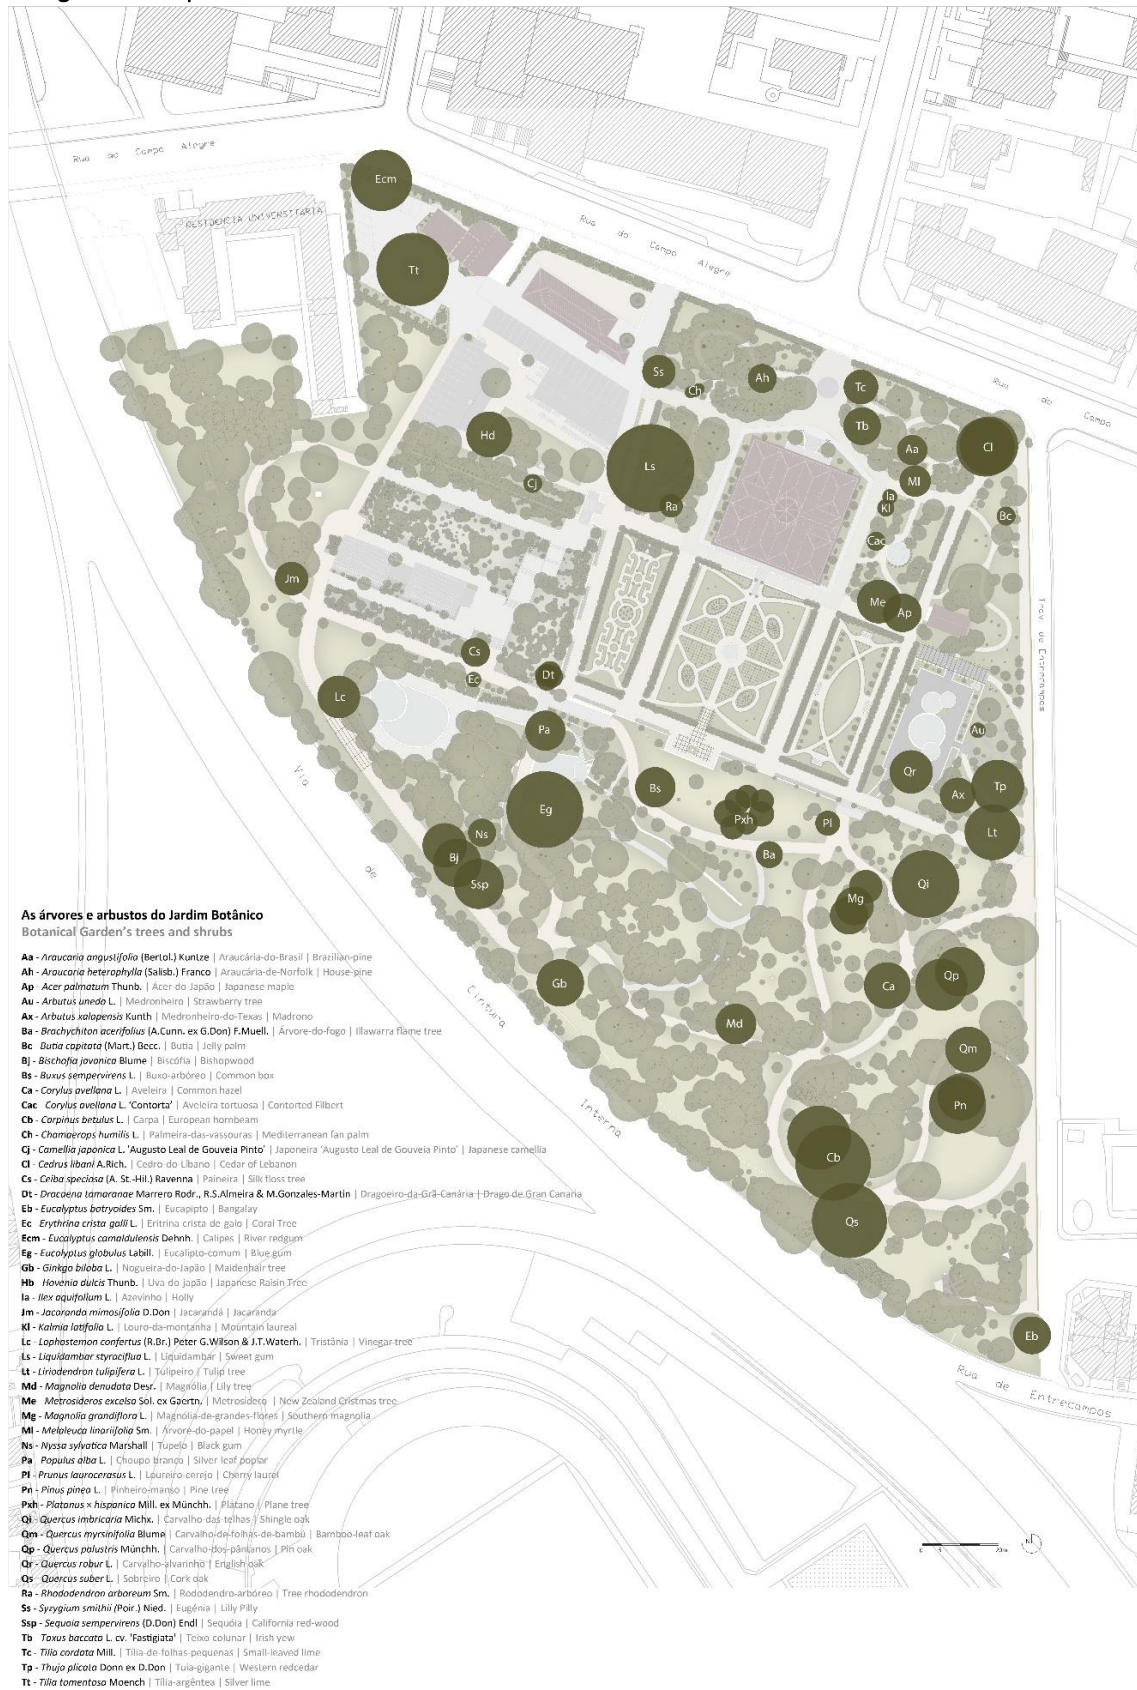 Rua do Campo Alegre
RESIDENCIA UNIVERSITARIA
Rua do Campo Alegre
Rua do Campo
Trav. de Entrecampos
Via de Cintura Interna
Rua de Entrecampos
Ecm
Tt
Ss
Ch
Ah
Tc
Tb
Aa
Cl
Hd
Cj
Ls
Ra
Ml
Ia
Kl
Bc
Cac
Jm
Me
Ap
Cs
Ec
Dt
Lc
Pa
Au
Qr
Ax
Tp
Bs
Eg
Pxh
Pl
Lt
Ns
Bj
Ssp
Ba
Mg
Qi
Gb
Ca
Qp
Md
Qm
Pn
Cb
Qs
Eb
As árvores e arbustos do Jardim Botânico
Botanical Garden's trees and shrubs
Aa - Araucaria angustifolia (Bertol.) Kuntze | Araucária-do-Brasil | Brazilian-pine
Ah - Araucaria heterophylla (Salisb.) Franco | Araucária-de-Norfolk | House-pine
Ap - Acer palmatum Thunb. | Ácer do Japão | Japanese maple
Au - Arbutus unedo L. | Medronheiro | Strawberry tree
Ax - Arbutus xalapensis Kunth | Medronheiro-do-Texas | Madrono
Ba - Brachychiton acerifolius (A.Cunn. ex G.Don) F.Muell. | Árvore-do-fogo | Illawarra flame tree
Bc - Butia capitata (Mart.) Becc. | Butia | Jelly palm
Bj - Bischofia javanica Blume | Biscófia | Bishopwood
Bs - Buxus sempervirens L. | Buxo-arbóreo | Common box
Ca - Corylus avellana L. | Aveleira | Common hazel
Cac Corylus avellana L. 'Contorta' | Aveleira tortuosa | Contorted Filbert
Cb - Carpinus betulus L. | Carpa | European hornbeam
Ch - Chamaerops humilis L. | Palmeira-das-vassouras | Mediterranean fan palm
Cj - Camellia japonica L. 'Augusto Leal de Gouveia Pinto' | Japoneira 'Augusto Leal de Gouveia Pinto' | Japanese camellia
Cl - Cedrus libani A.Rich. | Cedro-do-Líbano | Cedar of Lebanon
Cs - Ceiba speciosa (A. St.-Hil.) Ravenna | Paineira | Silk floss tree
Dt - Dracaena tamaranae Marrero Rodr., R.S.Almeira & M.Gonzales-Martin | Dragoeiro-da-Grã-Canária | Drago de Gran Canaria
Eb - Eucalyptus botryoides Sm. | Eucapipto | Bangalay
Ec Erythrina crista galli L. | Eritrina crista de galo | Coral Tree
Ecm - Eucalyptus camaldulensis Dehnh. | Calipes | River redgum
Eg - Eucalyptus globulus Labill. | Eucalipto-comum | Blue gum
Gb - Ginkgo biloba L. | Nogueira-do-Japão | Maidenhair tree
Hb Hovenia dulcis Thunb. | Uva do japão | Japanese Raisin Tree
Ia - Ilex aquifolium L. | Azevinho | Holly
Jm - Jacaranda mimosifolia D.Don | Jacarandá | Jacaranda
Kl - Kalmia latifolia L. | Louro-da-montanha | Mountain laureal
Lc - Lophostemon confertus (R.Br.) Peter G.Wilson & J.T.Waterh. | Tristânia | Vinegar tree
Ls - Liquidambar styraciflua L. | Liquidambar | Sweet gum
Lt - Liriodendron tulipifera L. | Tulipeiro | Tulip tree
Md - Magnolia denudata Desr. | Magnólia | Lily tree
Me Metrosideros excelsa Sol. ex Gaertn. | Metrosidero | New Zealand Cristmas tree
Mg - Magnolia grandiflora L. | Magnólia-de-grandes-flores | Southern magnolia
Ml - Melaleuca linariifolia Sm. | Árvore-do-papel | Honey myrtle
Ns - Nyssa sylvatica Marshall | Tupelo | Black gum
Pa Populus alba L. | Choupo branco | Silver leaf poplar
Pl - Prunus laurocerasus L. | Loureiro-cerejo | Cherry laurel
Pn - Pinus pinea L. | Pinheiro-manso | Pine tree
Pxh - Platanus × hispanica Mill. ex Münchh. | Plátano | Plane tree
Qi - Quercus imbricaria Michx. | Carvalho-das-telhas | Shingle oak
Qm - Quercus myrsinifolia Blume | Carvalho-de-folhas-de-bambú | Bamboo-leaf oak
Qp - Quercus palustris Münchh. | Carvalho-dos-pântanos | Pin oak
Qr - Quercus robur L. | Carvalho-alvarinho | English oak
Qs - Quercus suber L. | Sobreiro | Cork oak
Ra - Rhododendron arboreum Sm. | Rododendro-arbóreo | Tree rhododendron
Ss - Syzygium smithii (Poir.) Nied. | Eugénia | Lilly Pilly
Ssp - Sequoia sempervirens (D.Don) Endl | Sequóia | California red-wood
Tb Taxus baccata L. cv. 'Fastigiata' | Teixo colunar | Irish yew
Tc - Tilia cordata Mill. | Tília-de-folhas-pequenas | Small-leaved lime
Tp - Thuja plicata Donn ex D.Don | Tuia-gigante | Western redcedar
Tt - Tilia tomentosa Moench | Tília-argêntea | Silver lime